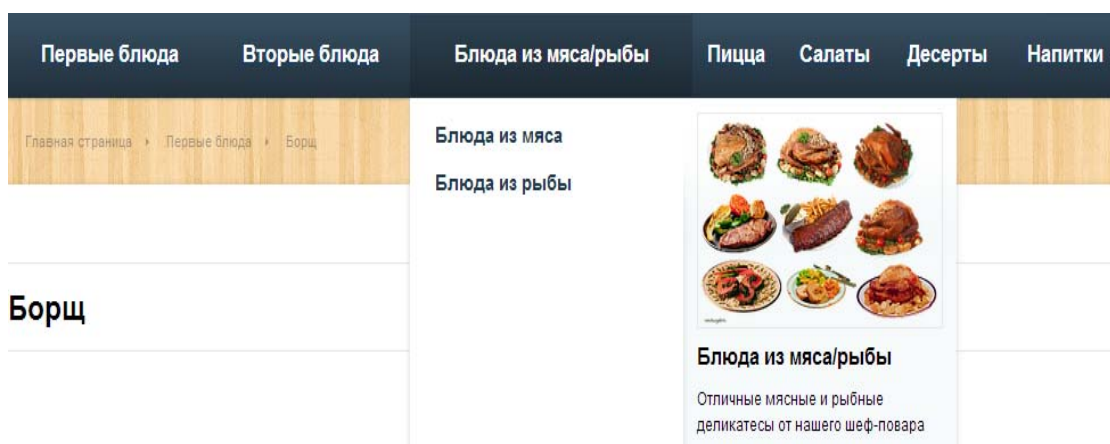 Первые блюда Вторые блюда Блюда из мяса/рыбы Пицца Салаты Десерты Напитки
Главная страница Первые блюда Борщ
Блюда из мяса
Блюда из рыбы
Борщ
Блюда из мяса/рыбы
Отличные мясные и рыбные
деликатесы от нашего шеф-повара